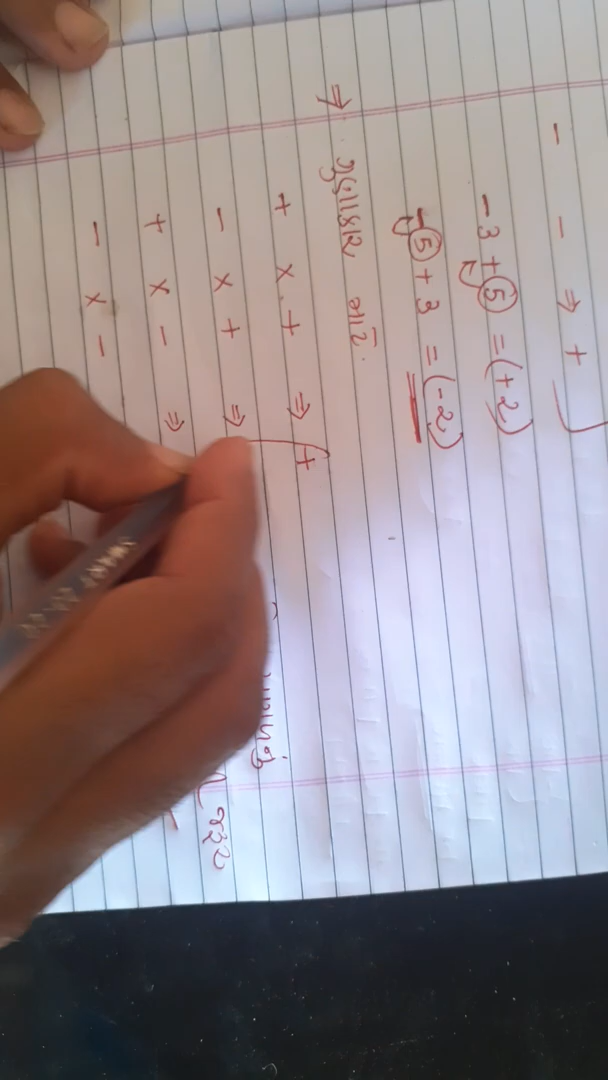 - - ⇒ +
- 3 + 5 = (+2)
- 5 + 3 = (-2)
⇒ ગુણાકાર માટે.
+ × + ⇒ +
- × + ⇒
+ × - ⇒
- × -